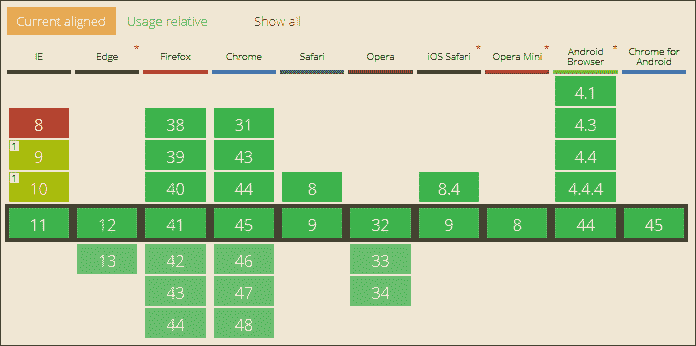 Current aligned Usage relative Show all
IE Edge * Firefox Chrome Safari Opera iOS Safari * Opera Mini * Android Browser * Chrome for Android
4.1
8 38 31 4.3
1 9 39 43 4.4
1 10 40 44 8 8.4 4.4.4
11 12 41 45 9 32 9 8 44 45
13 42 46 33
43 47 34
44 48